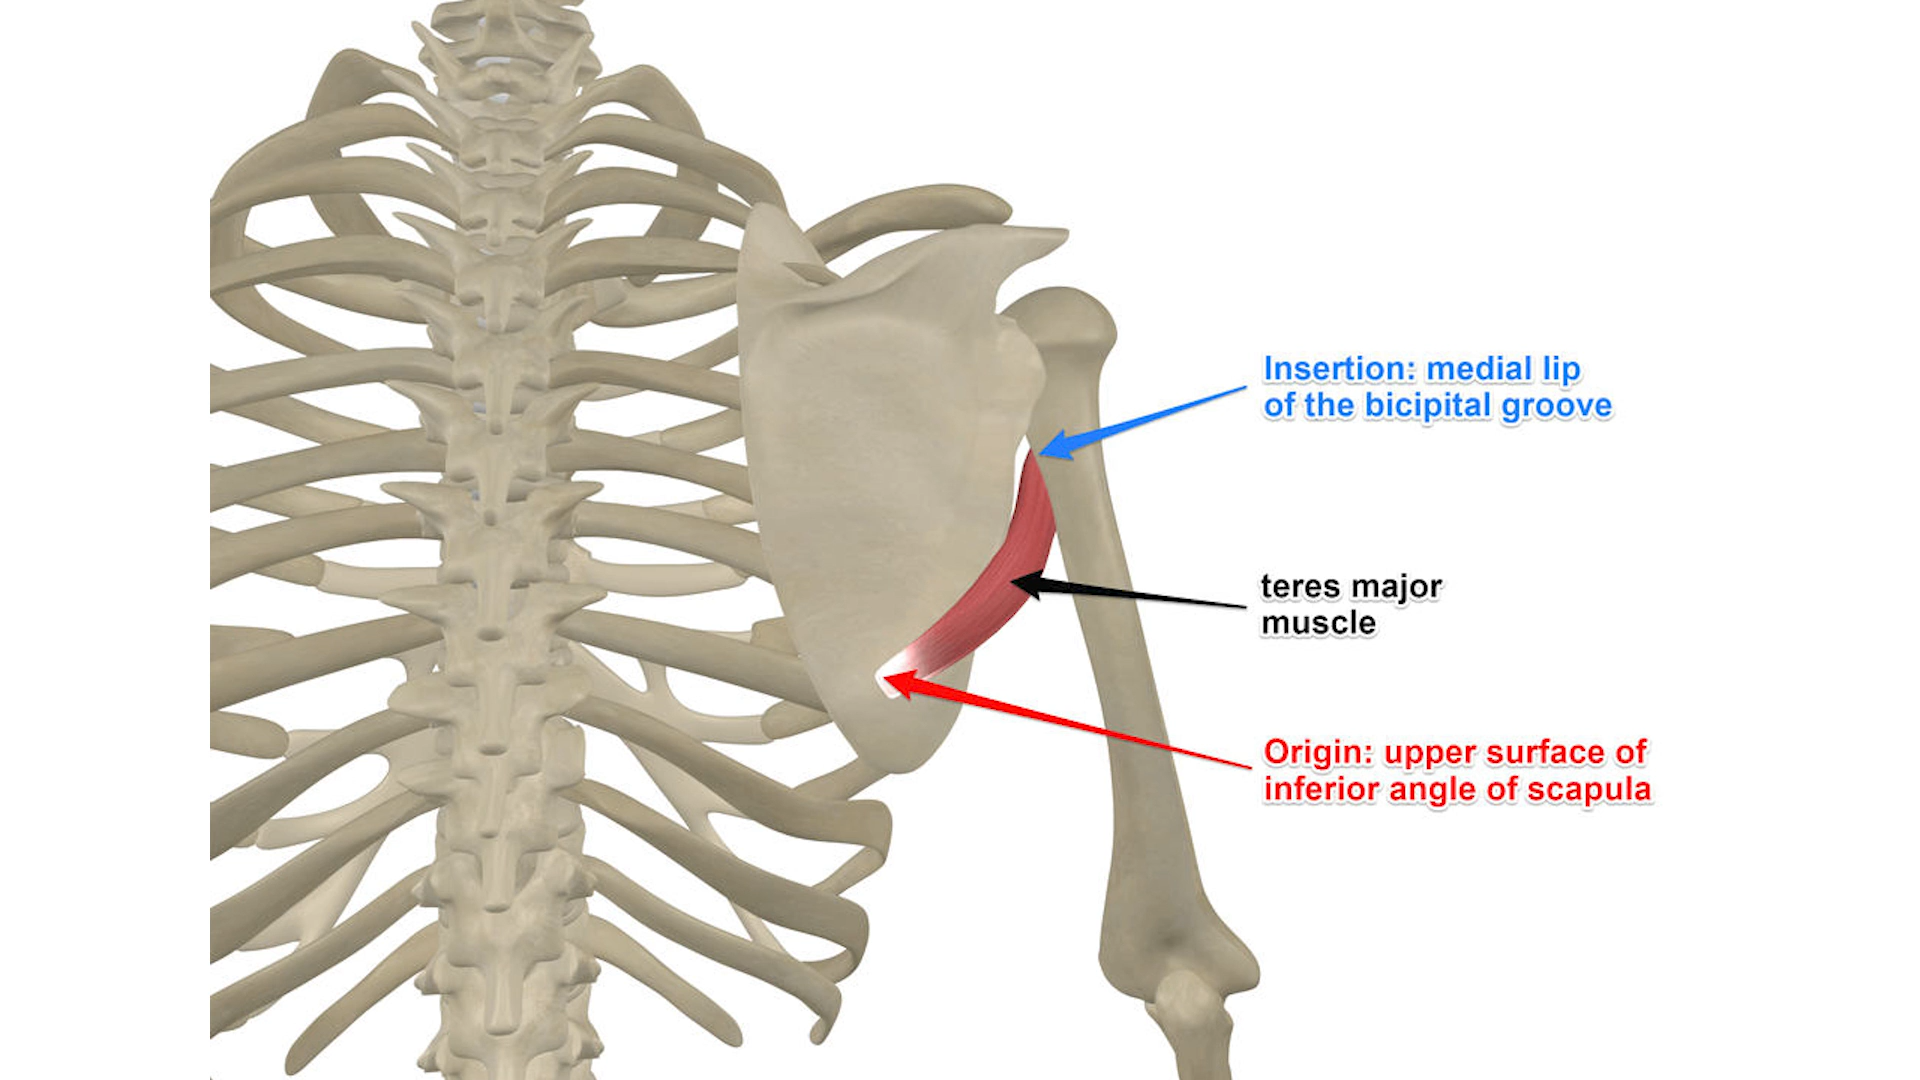 Insertion: medial lip
of the bicipital groove
teres major
muscle
Origin: upper surface of
inferior angle of scapula